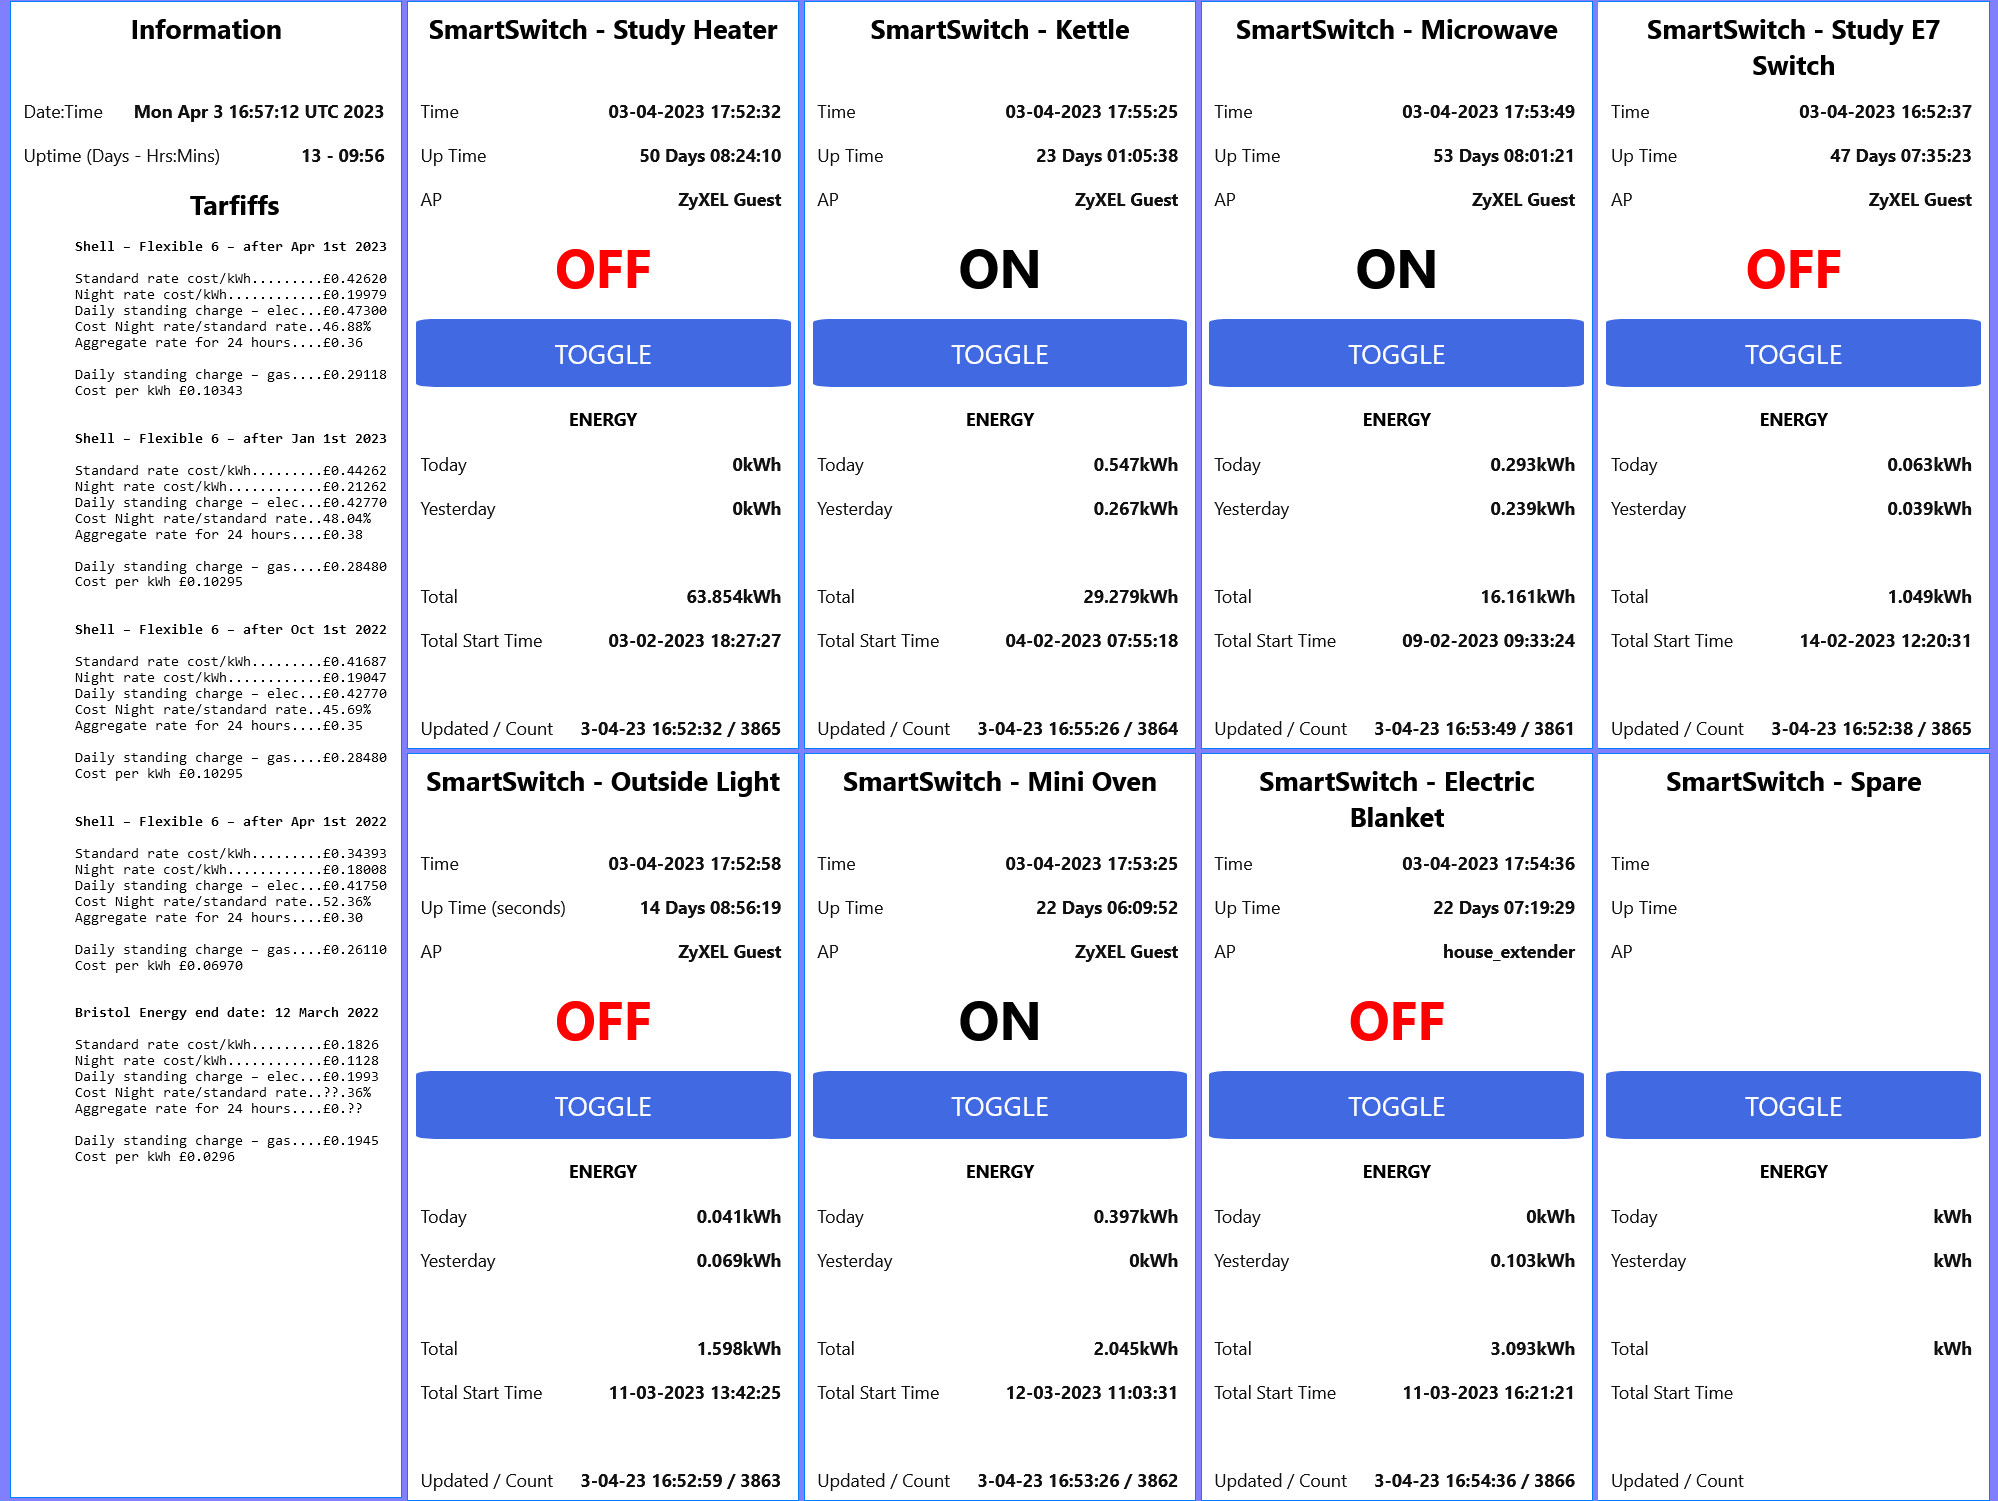 Information
Date:Time Mon Apr 3 16:57:12 UTC 2023
Uptime (Days - Hrs:Mins) 13 - 09:56
Tarfiffs
Shell – Flexible 6 – after Apr 1st 2023
Standard rate cost/kWh.........£0.42620
Night rate cost/kWh............£0.19979
Daily standing charge – elec...£0.47300
Cost Night rate/standard rate..46.88%
Aggregate rate for 24 hours....£0.36
Daily standing charge – gas....£0.29118
Cost per kWh £0.10343
Shell – Flexible 6 – after Jan 1st 2023
Standard rate cost/kWh.........£0.44262
Night rate cost/kWh............£0.21262
Daily standing charge – elec...£0.42770
Cost Night rate/standard rate..48.04%
Aggregate rate for 24 hours....£0.38
Daily standing charge – gas....£0.28480
Cost per kWh £0.10295
Shell – Flexible 6 – after Oct 1st 2022
Standard rate cost/kWh.........£0.41687
Night rate cost/kWh............£0.19047
Daily standing charge – elec...£0.42770
Cost Night rate/standard rate..45.69%
Aggregate rate for 24 hours....£0.35
Daily standing charge – gas....£0.28480
Cost per kWh £0.10295
Shell – Flexible 6 – after Apr 1st 2022
Standard rate cost/kWh.........£0.34393
Night rate cost/kWh............£0.18008
Daily standing charge – elec...£0.41750
Cost Night rate/standard rate..52.36%
Aggregate rate for 24 hours....£0.30
Daily standing charge – gas....£0.26110
Cost per kWh £0.06970
Bristol Energy end date: 12 March 2022
Standard rate cost/kWh.........£0.1826
Night rate cost/kWh............£0.1128
Daily standing charge – elec...£0.1993
Cost Night rate/standard rate..??.36%
Aggregate rate for 24 hours....£0.??
Daily standing charge – gas....£0.1945
Cost per kWh £0.0296
SmartSwitch - Study Heater
Time 03-04-2023 17:52:32
Up Time 50 Days 08:24:10
AP ZyXEL Guest
OFF
TOGGLE
ENERGY
Today 0kWh
Yesterday 0kWh
Total 63.854kWh
Total Start Time 03-02-2023 18:27:27
Updated / Count 3-04-23 16:52:32 / 3865
SmartSwitch - Kettle
Time 03-04-2023 17:55:25
Up Time 23 Days 01:05:38
AP ZyXEL Guest
ON
TOGGLE
ENERGY
Today 0.547kWh
Yesterday 0.267kWh
Total 29.279kWh
Total Start Time 04-02-2023 07:55:18
Updated / Count 3-04-23 16:55:26 / 3864
SmartSwitch - Microwave
Time 03-04-2023 17:53:49
Up Time 53 Days 08:01:21
AP ZyXEL Guest
ON
TOGGLE
ENERGY
Today 0.293kWh
Yesterday 0.239kWh
Total 16.161kWh
Total Start Time 09-02-2023 09:33:24
Updated / Count 3-04-23 16:53:49 / 3861
SmartSwitch - Study E7
Switch
Time 03-04-2023 16:52:37
Up Time 47 Days 07:35:23
AP ZyXEL Guest
OFF
TOGGLE
ENERGY
Today 0.063kWh
Yesterday 0.039kWh
Total 1.049kWh
Total Start Time 14-02-2023 12:20:31
Updated / Count 3-04-23 16:52:38 / 3865
SmartSwitch - Outside Light
Time 03-04-2023 17:52:58
Up Time (seconds) 14 Days 08:56:19
AP ZyXEL Guest
OFF
TOGGLE
ENERGY
Today 0.041kWh
Yesterday 0.069kWh
Total 1.598kWh
Total Start Time 11-03-2023 13:42:25
Updated / Count 3-04-23 16:52:59 / 3863
SmartSwitch - Mini Oven
Time 03-04-2023 17:53:25
Up Time 22 Days 06:09:52
AP ZyXEL Guest
ON
TOGGLE
ENERGY
Today 0.397kWh
Yesterday 0kWh
Total 2.045kWh
Total Start Time 12-03-2023 11:03:31
Updated / Count 3-04-23 16:53:26 / 3862
SmartSwitch - Electric
Blanket
Time 03-04-2023 17:54:36
Up Time 22 Days 07:19:29
AP house_extender
OFF
TOGGLE
ENERGY
Today 0kWh
Yesterday 0.103kWh
Total 3.093kWh
Total Start Time 11-03-2023 16:21:21
Updated / Count 3-04-23 16:54:36 / 3866
SmartSwitch - Spare
Time
Up Time
AP
TOGGLE
ENERGY
Today kWh
Yesterday kWh
Total kWh
Total Start Time
Updated / Count